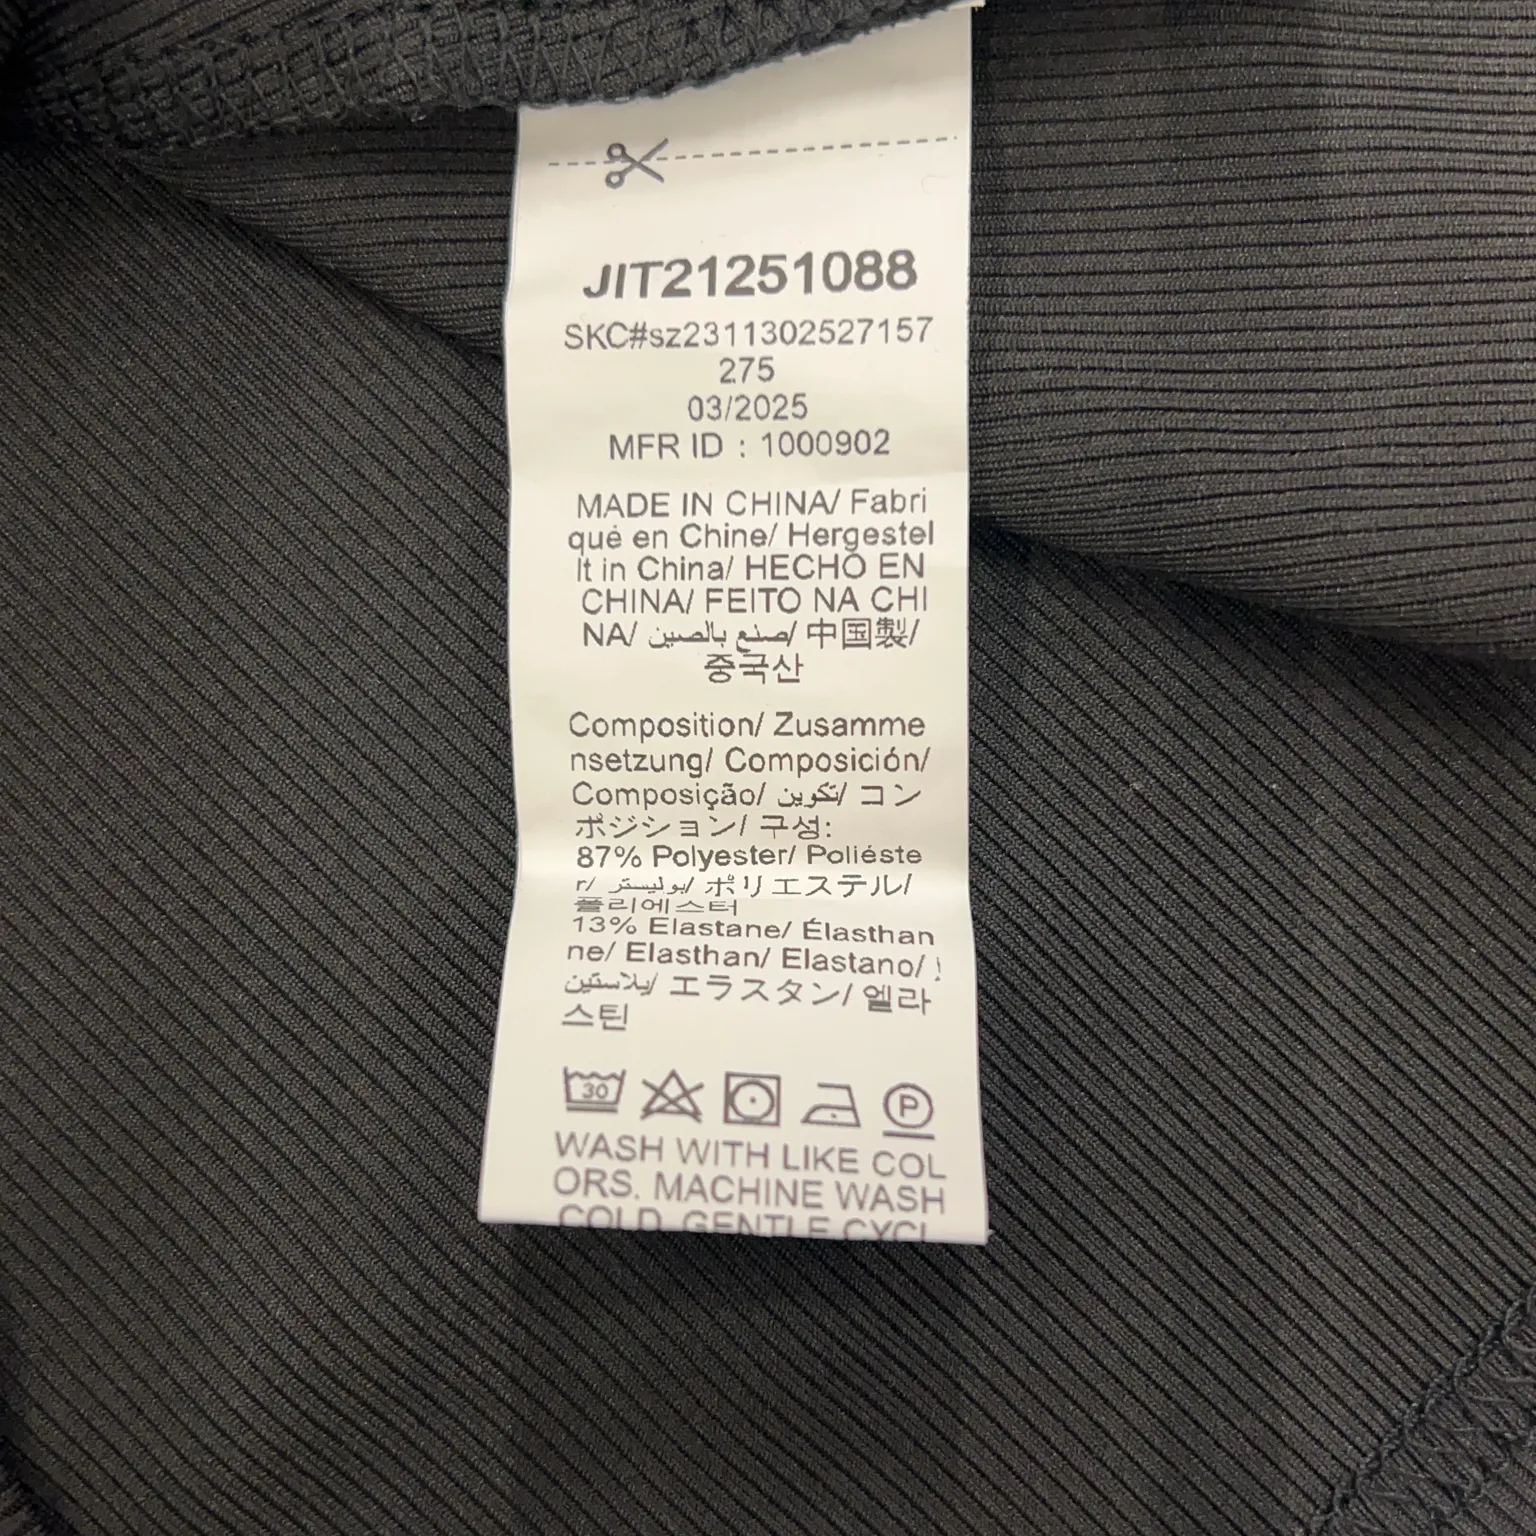 JIT21251088
SKC#sz2311302527157
275
03/2025
MFR ID : 1000902
MADE IN CHINA/ Fabri
qué en Chine/ Hergestel
lt in China/ HECHO EN
CHINA/ FEITO NA CHI
NA/ صنع بالصين/ 中国製/
중국산
Composition/ Zusamme
nsetzung/ Composición/
Composição/ تكوين/ コン
ポジション/ 구성:
87% Polyester/ Poliéste
r/ بوليستر/ ポリエステル/
폴리에스터
13% Elastane/ Élasthan
ne/ Elasthan/ Elastano/ إ
يلاستين/ エラスタン/ 엘라
스틴
30
P
WASH WITH LIKE COL
ORS. MACHINE WASH
COLD GENTLE CYCL